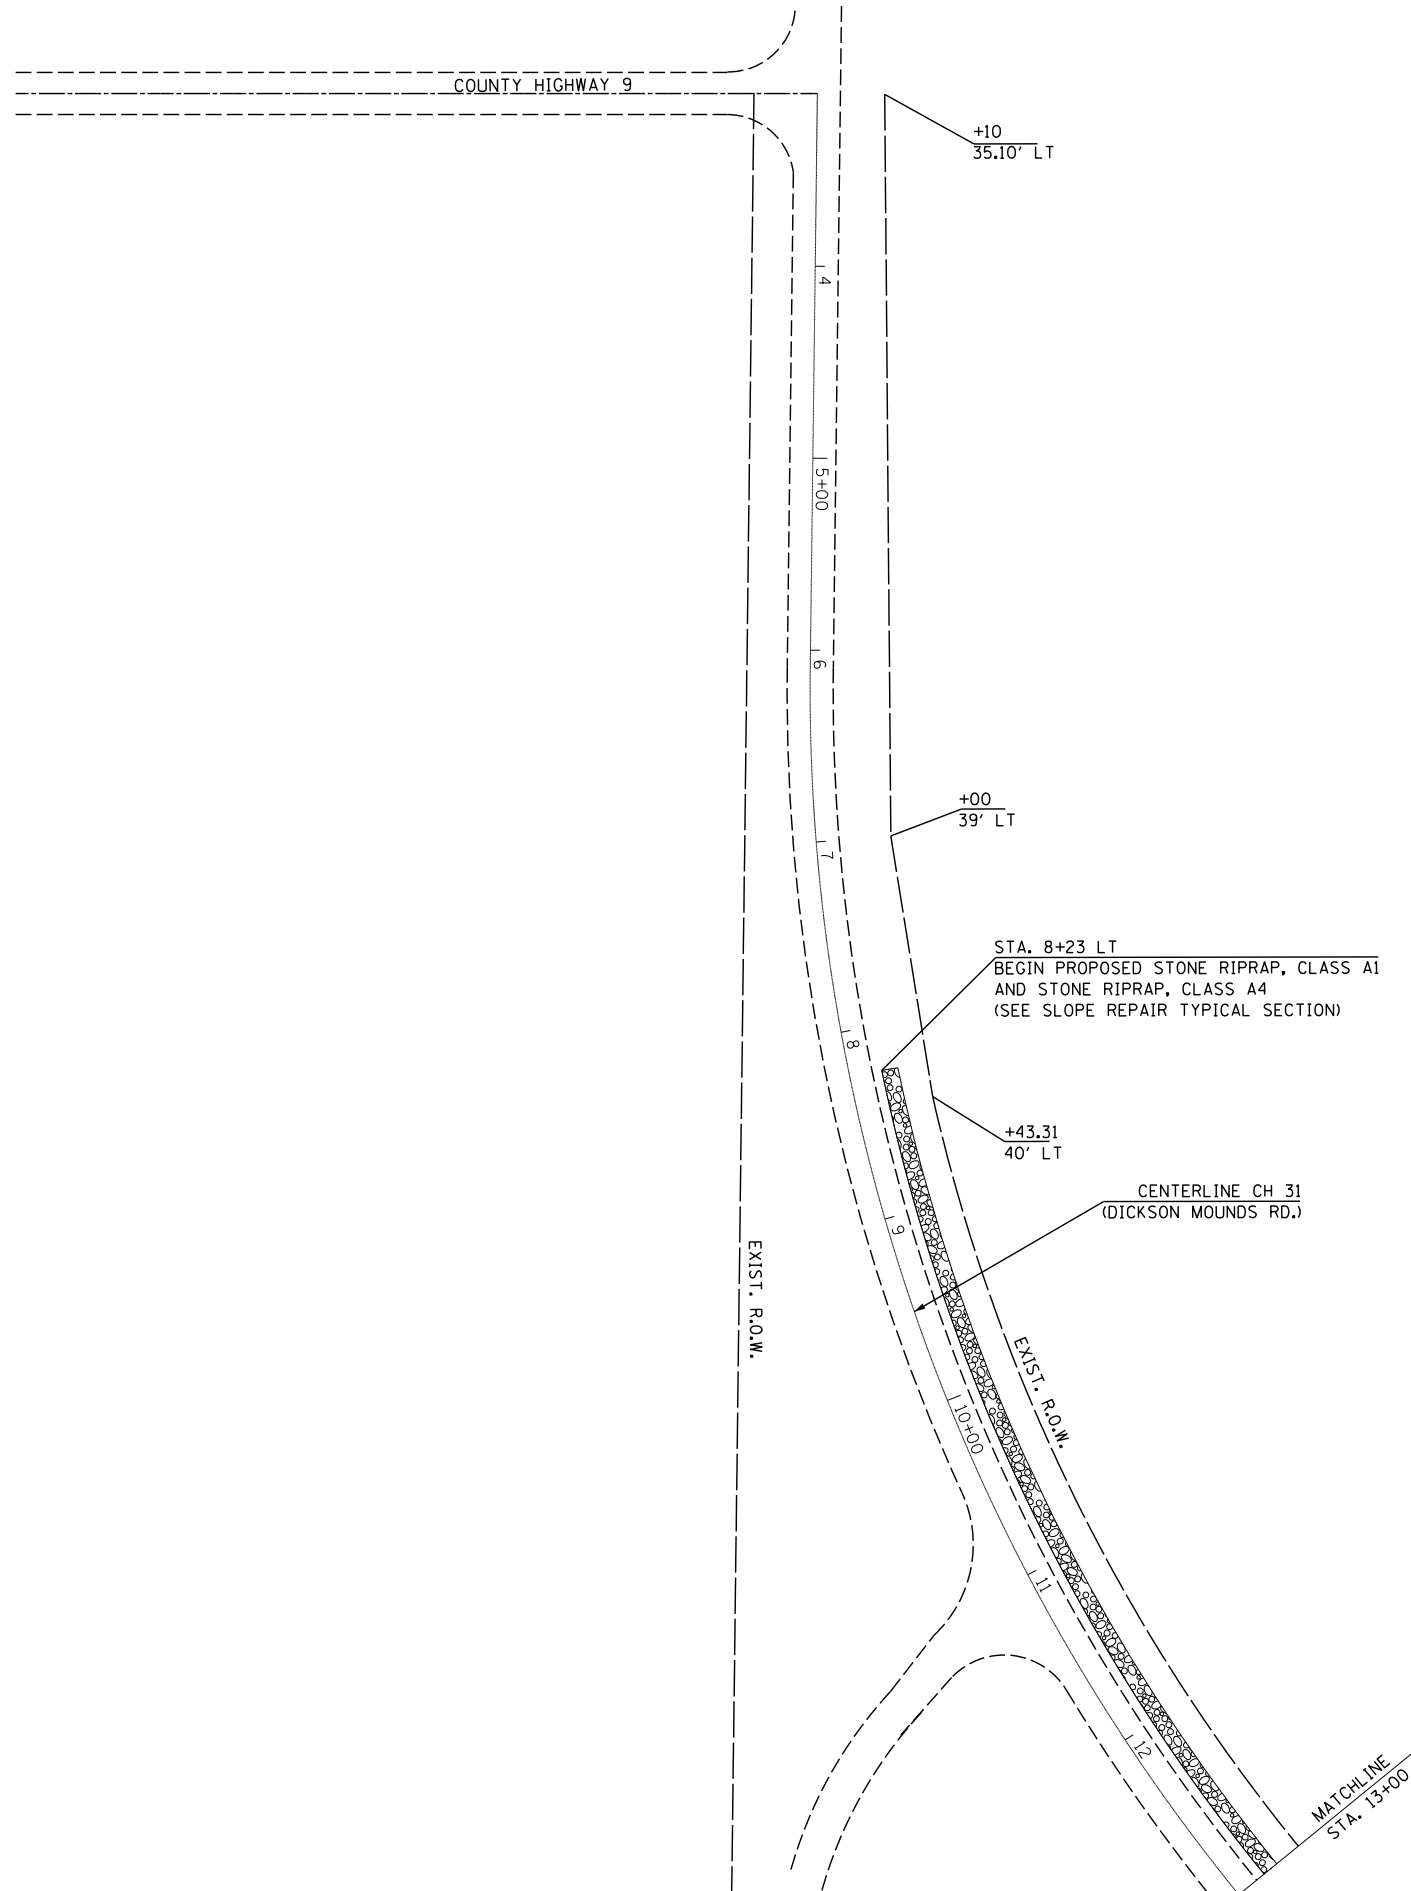 COUNTY HIGHWAY 9
+10
35.10' LT
4
5+00
6
+00
39' LT
7
STA. 8+23 LT
BEGIN PROPOSED STONE RIPRAP, CLASS A1
AND STONE RIPRAP, CLASS A4
(SEE SLOPE REPAIR TYPICAL SECTION)
8
+43.31
40' LT
CENTERLINE CH 31
(DICKSON MOUNDS RD.)
9
EXIST. R.O.W.
EXIST. R.O.W.
10+00
11
12
MATCHLINE
STA. 13+00